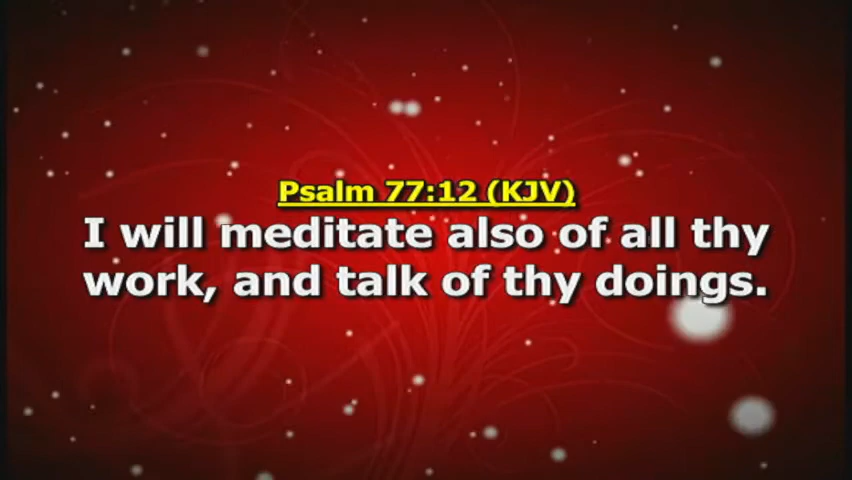 Psalm 77:12 (KJV)
I will meditate also of all thy
work, and talk of thy doings.